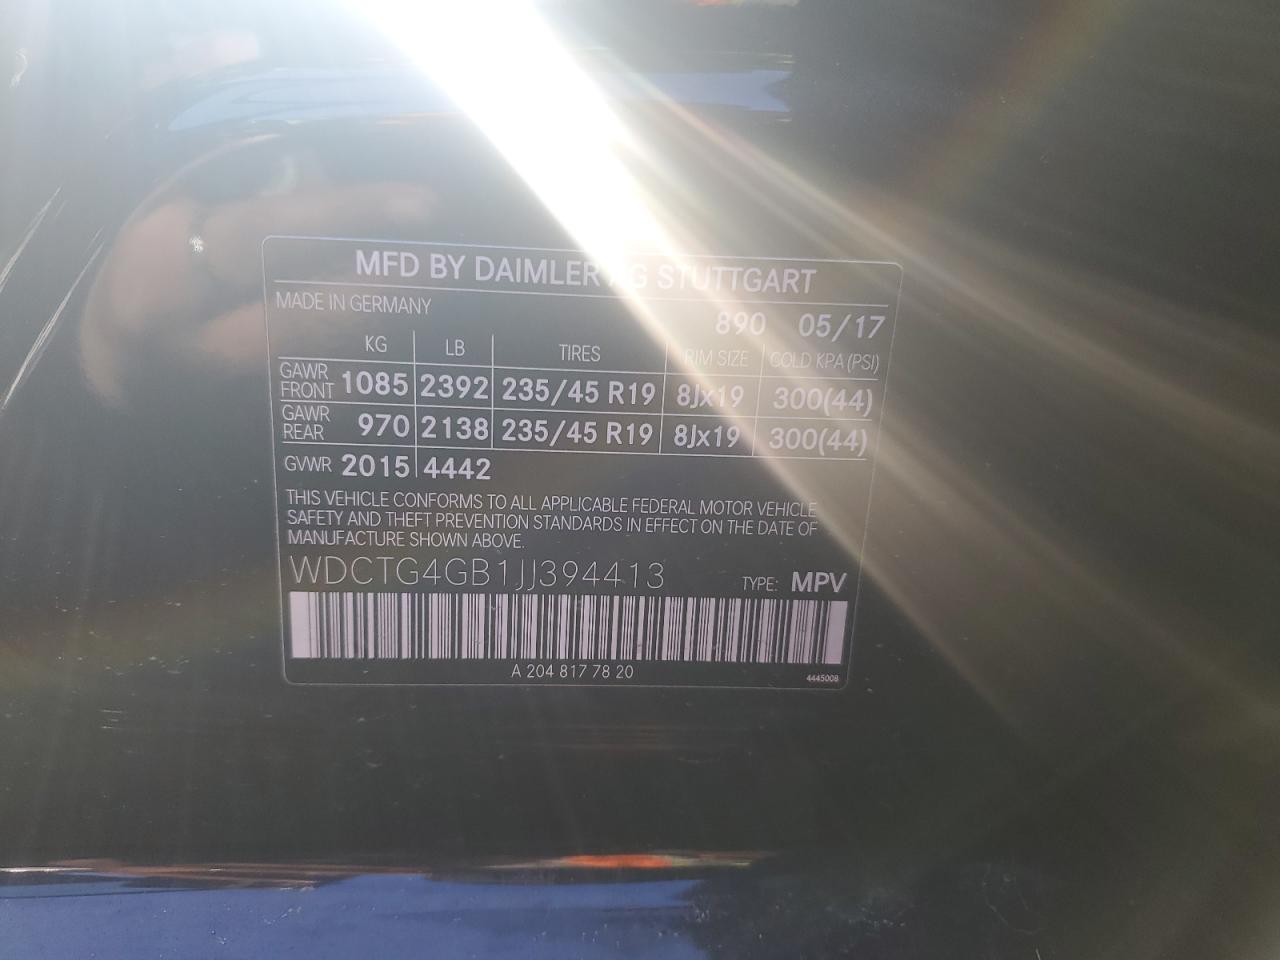 MFD BY DAIMLER AG STUTTGART
MADE IN GERMANY
890 05/17
KG LB TIRES RIM SIZE COLD KPA (PSI)
GAWR FRONT 1085 2392 235/45 R19 8Jx19 300(44)
GAWR REAR 970 2138 235/45 R19 8Jx19 300(44)
GVWR 2015 4442
THIS VEHICLE CONFORMS TO ALL APPLICABLE FEDERAL MOTOR VEHICLE
SAFETY AND THEFT PREVENTION STANDARDS IN EFFECT ON THE DATE OF
MANUFACTURE SHOWN ABOVE.
WDCTG4GB1JJ394413 TYPE: MPV
A 204 817 78 20
4445008